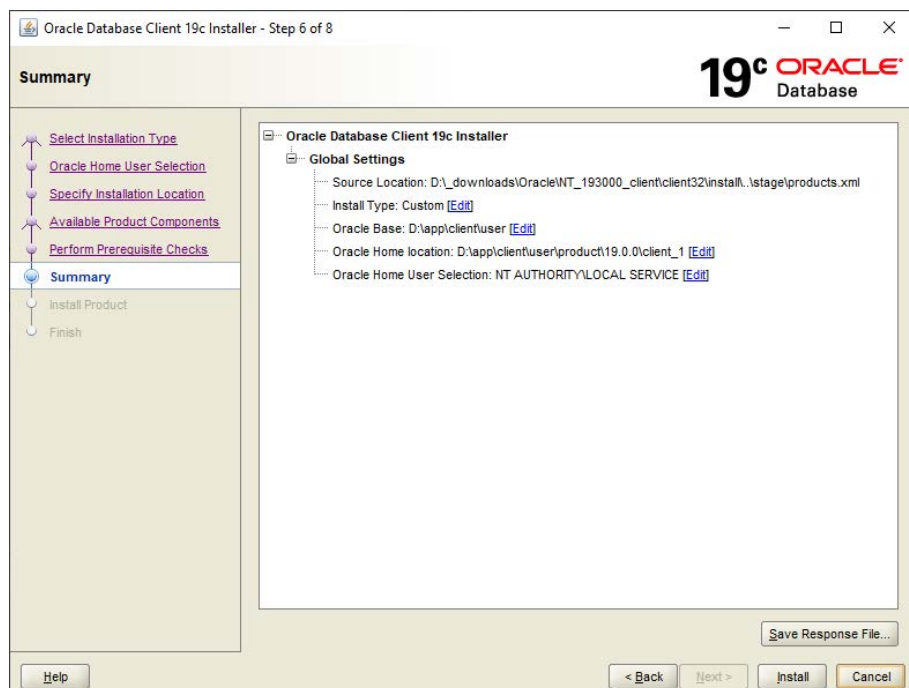 Oracle Database Client 19c Installer - Step 6 of 8
Summary
19c ORACLE
Database
Select Installation Type
Oracle Home User Selection
Specify Installation Location
Available Product Components
Perform Prerequisite Checks
Summary
Install Product
Finish
Oracle Database Client 19c Installer
Global Settings
Source Location: D:\_downloads\Oracle\NT_193000_client\client32\install\..\stage\products.xml
Install Type: Custom [Edit]
Oracle Base: D:\app\client\user [Edit]
Oracle Home location: D:\app\client\user\product\19.0.0\client_1 [Edit]
Oracle Home User Selection: NT AUTHORITY\LOCAL SERVICE [Edit]
Save Response File...
Help
< Back
Next >
Install
Cancel